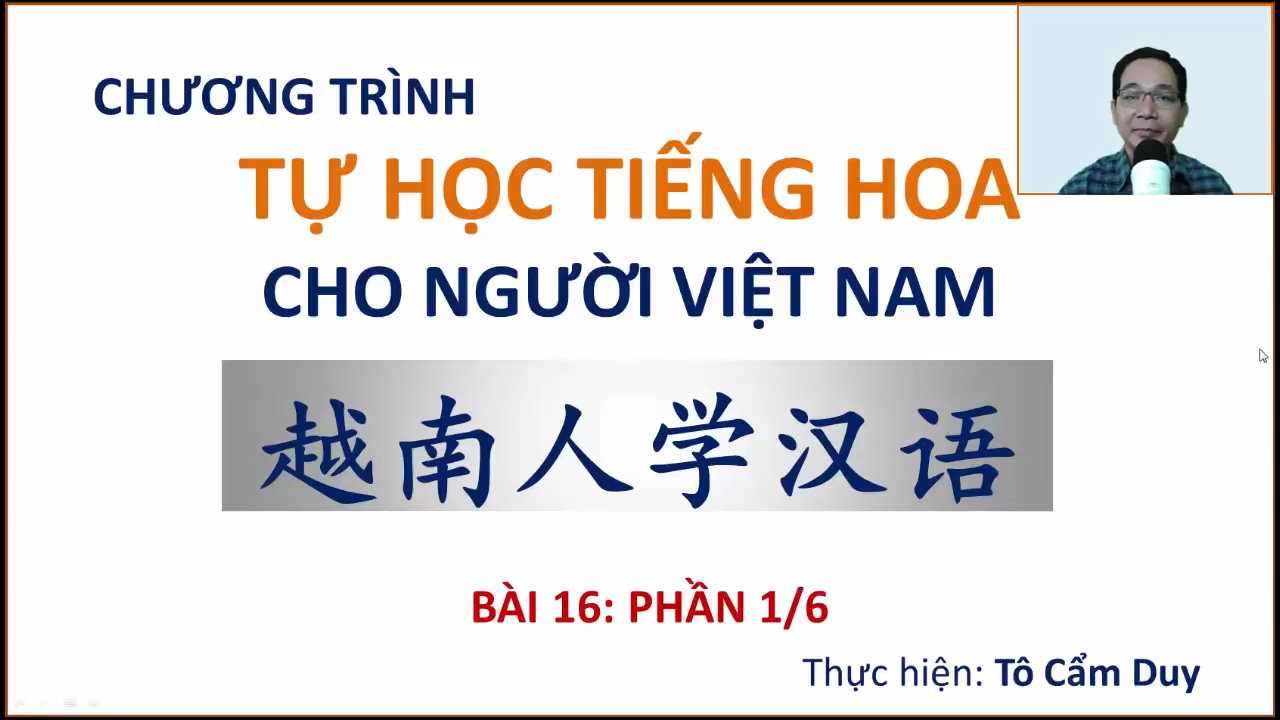 CHƯƠNG TRÌNH
TỰ HỌC TIẾNG HOA
CHO NGƯỜI VIỆT NAM
越南人学汉语
BÀI 16: PHẦN 1/6
Thực hiện: Tô Cẩm Duy